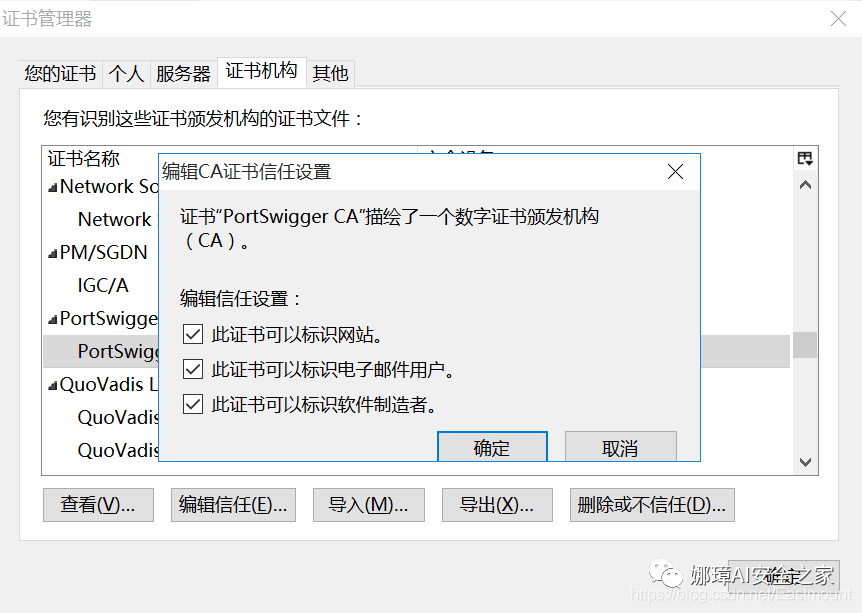 证书管理器
您的证书 个人 服务器 证书机构 其他
您有识别这些证书颁发机构的证书文件：
证书名称
Network So
Network
PM/SGDN
IGC/A
PortSwigge
PortSwigg
QuoVadis L
QuoVadis
QuoVadis
编辑CA证书信任设置
证书“PortSwigger CA”描绘了一个数字证书颁发机构
（CA）。
编辑信任设置：
此证书可以标识网站。
此证书可以标识电子邮件用户。
此证书可以标识软件制造者。
确定 取消
查看(V)... 编辑信任(E)... 导入(M)... 导出(X)... 删除或不信任(D)...
确定
娜璋AI安全之家
https://blog.csdn.net/Eastmount